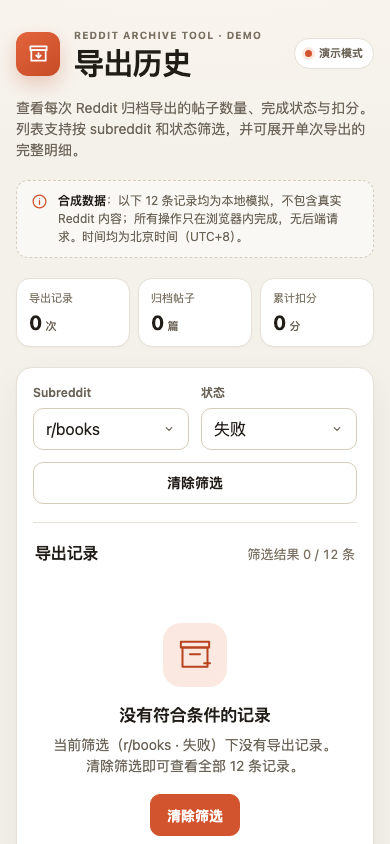 REDDIT ARCHIVE TOOL · DEMO
导出历史
演示模式
查看每次 Reddit 归档导出的帖子数量、完成状态与扣分。
列表支持按 subreddit 和状态筛选，并可展开单次导出的
完整明细。
合成数据：以下 12 条记录均为本地模拟，不包含真实
Reddit 内容；所有操作只在浏览器内完成，无后端请
求。时间均为北京时间（UTC+8）。
导出记录
0 次
归档帖子
0 篇
累计扣分
0 分
Subreddit
状态
r/books
失败
清除筛选
导出记录
筛选结果 0 / 12 条
没有符合条件的记录
当前筛选（r/books · 失败）下没有导出记录。
清除筛选即可查看全部 12 条记录。
清除筛选